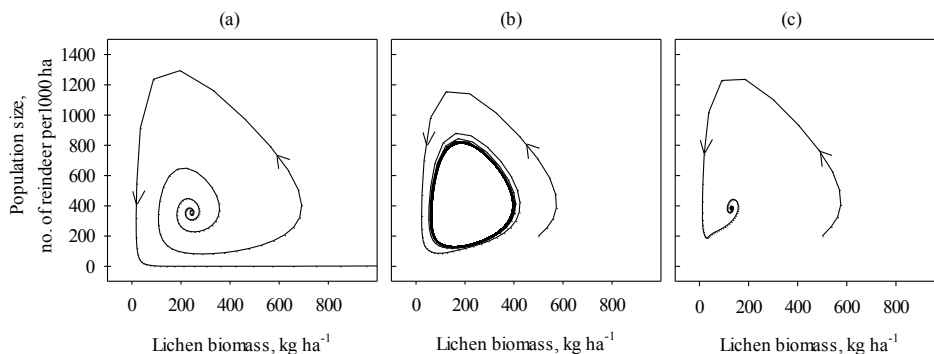 (a) (b) (c)
Population size,
no. of reindeer per1000 ha
1400
1200
1000
800
600
400
200
0
0 200 400 600 800
0 200 400 600 800
0 200 400 600 800
Lichen biomass, kg ha-1
Lichen biomass, kg ha-1
Lichen biomass, kg ha-1